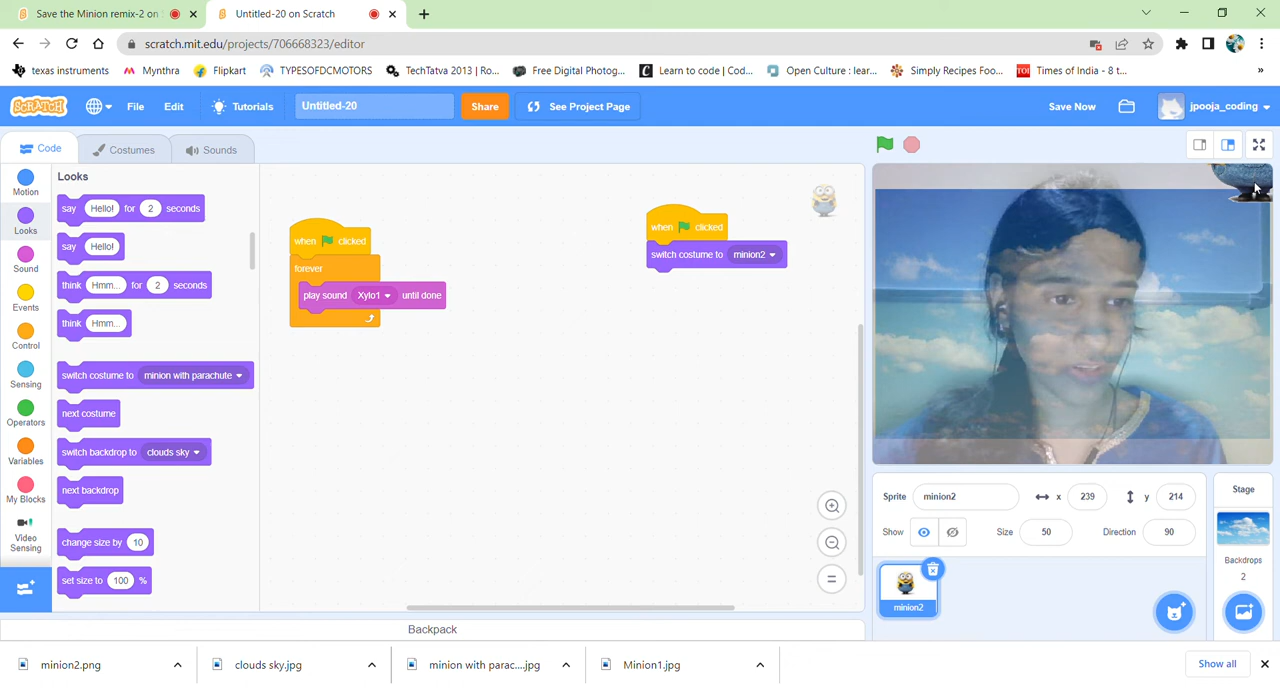 Save the Minion remix-2 on
Untitled-20 on Scratch
scratch.mit.edu/projects/706668323/editor
texas instruments
Mynthra
Flipkart
TYPESOFDCMOTORS
TechTatva 2013 | Ro...
Free Digital Photog...
Learn to code | Cod...
Open Culture : lear...
Simply Recipes Foo...
TOI Times of India - 8 t...
»
SCRATCH
File
Edit
Tutorials
Untitled-20
Share
See Project Page
Save Now
jpooja_coding
Code
Costumes
Sounds
Motion
Looks
Sound
Events
Control
Sensing
Operators
Variables
My Blocks
Video
Sensing
Looks
say Hello! for 2 seconds
say Hello!
think Hmm... for 2 seconds
think Hmm...
switch costume to minion with parachute
next costume
switch backdrop to clouds sky
next backdrop
change size by 10
set size to 100 %
when clicked
forever
play sound Xylo1 until done
when clicked
switch costume to minion2
Sprite minion2 x 239 y 214
Show Size 50 Direction 90
minion2
Stage
Backdrops
2
Backpack
minion2.png
clouds sky.jpg
minion with parac....jpg
Minion1.jpg
Show all